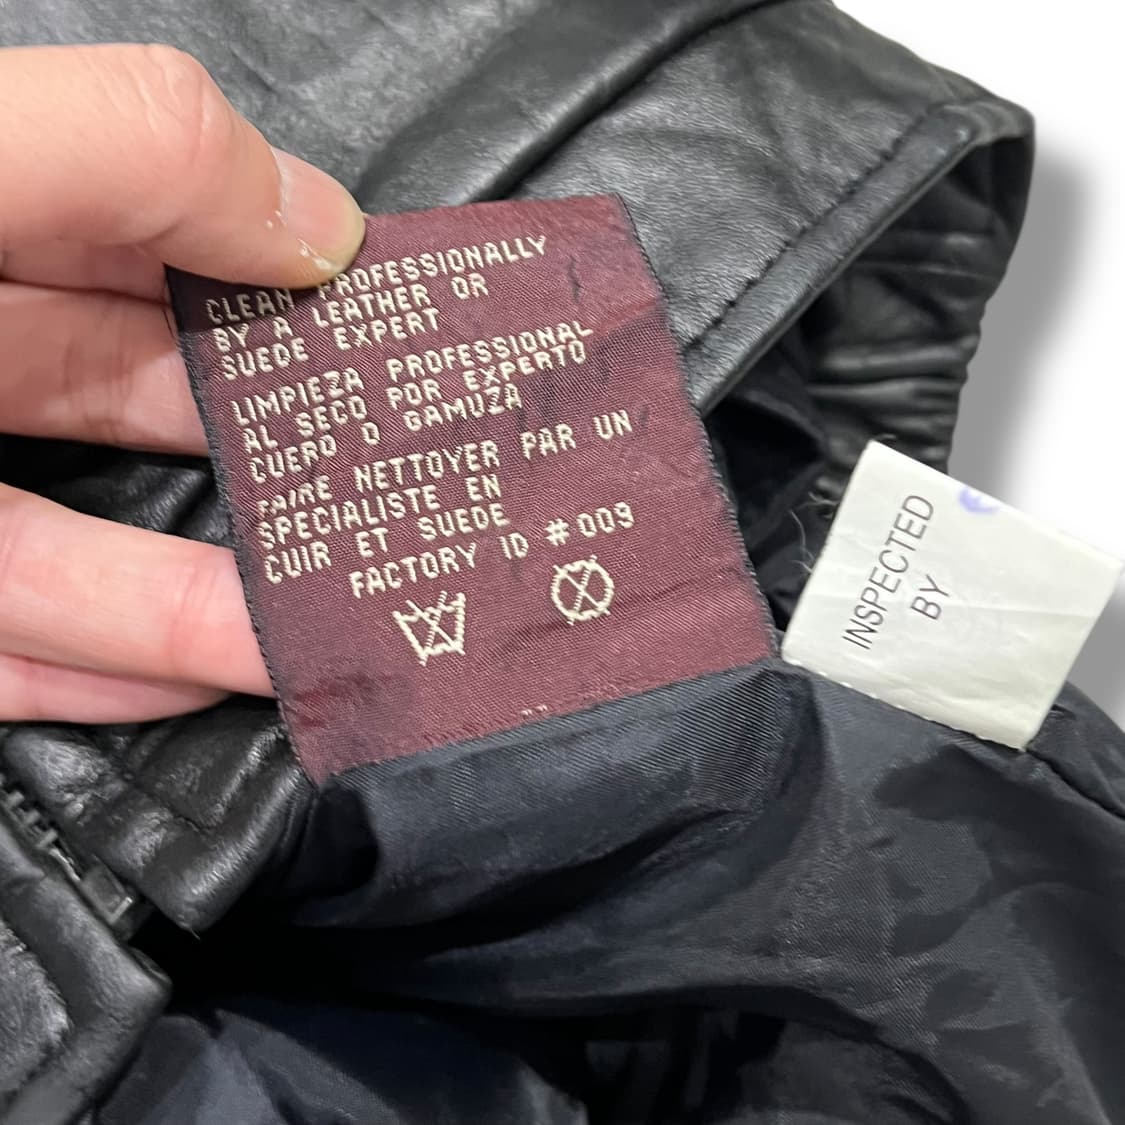 CLEAN PROFESSIONALLY
BY A LEATHER OR
SUEDE EXPERT
LIMPIEZA PROFESSIONAL
AL SECO POR EXPERTO
CUERO O GAMUZA
FAIRE NETTOYER PAR UN
SPECIALISTE EN
CUIR ET SUEDE
FACTORY ID #009
INSPECTED
BY